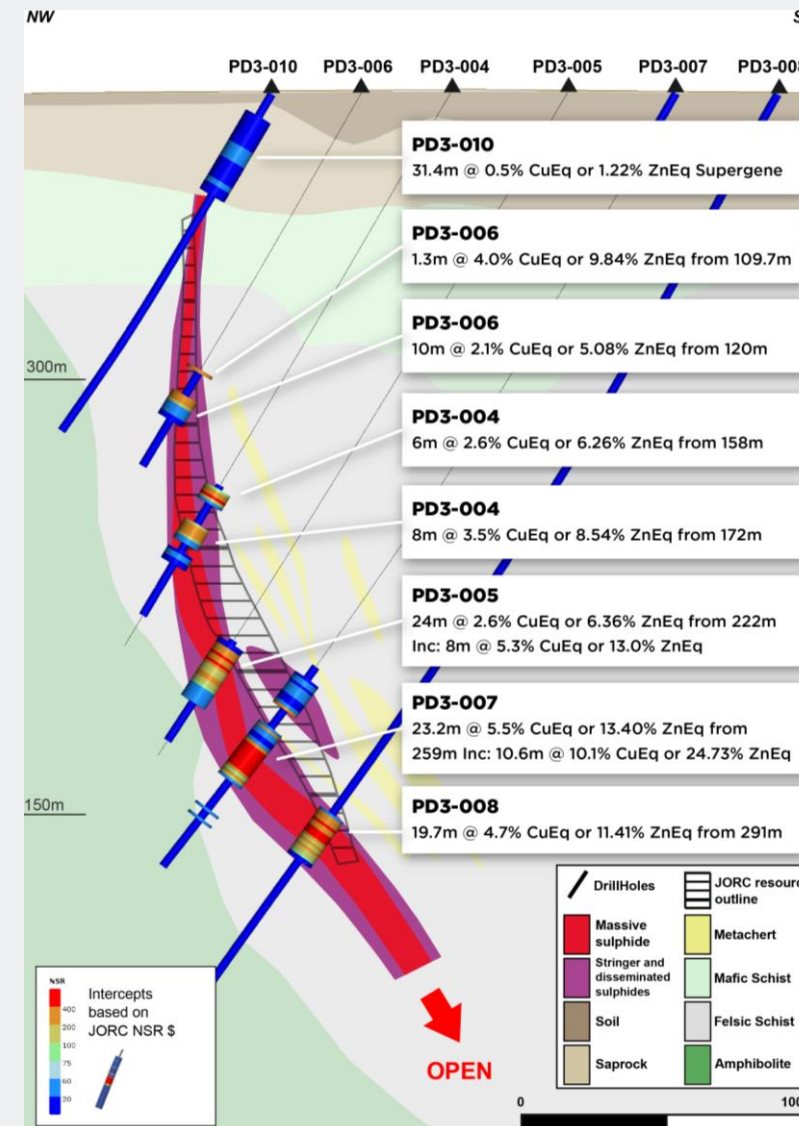 NW
PD3-010 PD3-006 PD3-004 PD3-005 PD3-007 PD3-008
PD3-010
31.4m @ 0.5% CuEq or 1.22% ZnEq Supergene
PD3-006
1.3m @ 4.0% CuEq or 9.84% ZnEq from 109.7m
PD3-006
10m @ 2.1% CuEq or 5.08% ZnEq from 120m
300m
PD3-004
6m @ 2.6% CuEq or 6.26% ZnEq from 158m
PD3-004
8m @ 3.5% CuEq or 8.54% ZnEq from 172m
PD3-005
24m @ 2.6% CuEq or 6.36% ZnEq from 222m
Inc: 8m @ 5.3% CuEq or 13.0% ZnEq
PD3-007
23.2m @ 5.5% CuEq or 13.40% ZnEq from
259m Inc: 10.6m @ 10.1% CuEq or 24.73% ZnEq
150m
PD3-008
19.7m @ 4.7% CuEq or 11.41% ZnEq from 291m
DrillHoles
JORC resour
outline
Massive
sulphide
Metachert
Stringer and
disseminated
sulphides
Mafic Schist
Soil
Felsic Schist
Saprock
Amphibolite
NSR
400
200
100
75
60
20
Intercepts
based on
JORC NSR $
OPEN
0 100